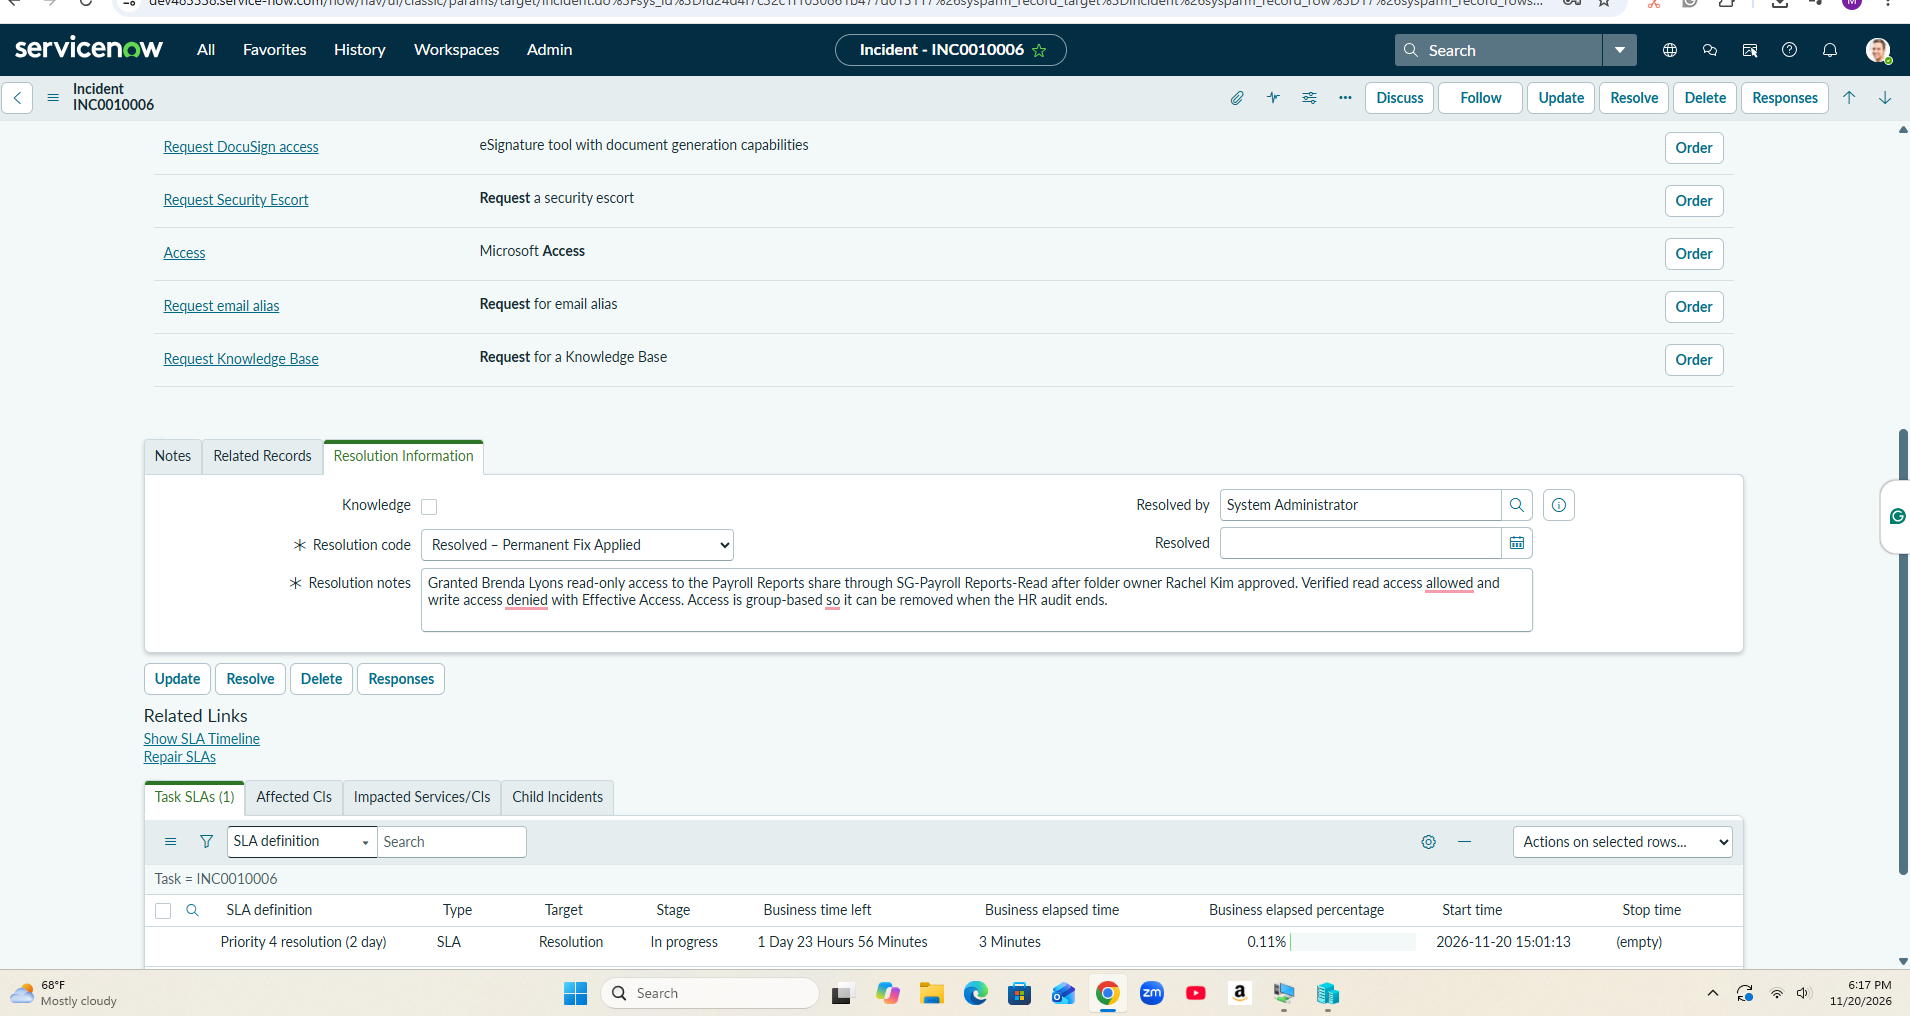 servicenow
All Favorites History Workspaces Admin
Incident - INC0010006
Search
Incident
INC0010006
Discuss Follow Update Resolve Delete Responses
Request DocuSign access eSignature tool with document generation capabilities Order
Request Security Escort Request a security escort Order
Access Microsoft Access Order
Request email alias Request for email alias Order
Request Knowledge Base Request for a Knowledge Base Order
Notes Related Records Resolution Information
Knowledge Resolved by System Administrator
Resolution code Resolved – Permanent Fix Applied Resolved
Resolution notes Granted Brenda Lyons read-only access to the Payroll Reports share through SG-Payroll Reports-Read after folder owner Rachel Kim approved. Verified read access allowed and
write access denied with Effective Access. Access is group-based so it can be removed when the HR audit ends.
Update Resolve Delete Responses
Related Links
Show SLA Timeline
Repair SLAs
Task SLAs (1) Affected CIs Impacted Services/CIs Child Incidents
SLA definition Search Actions on selected rows...
Task = INC0010006
SLA definition Type Target Stage Business time left Business elapsed time Business elapsed percentage Start time Stop time
Priority 4 resolution (2 day) SLA Resolution In progress 1 Day 23 Hours 56 Minutes 3 Minutes 0.11% 2026-11-20 15:01:13 (empty)
68°F
Mostly cloudy
Search
zm
6:17 PM
11/20/2026